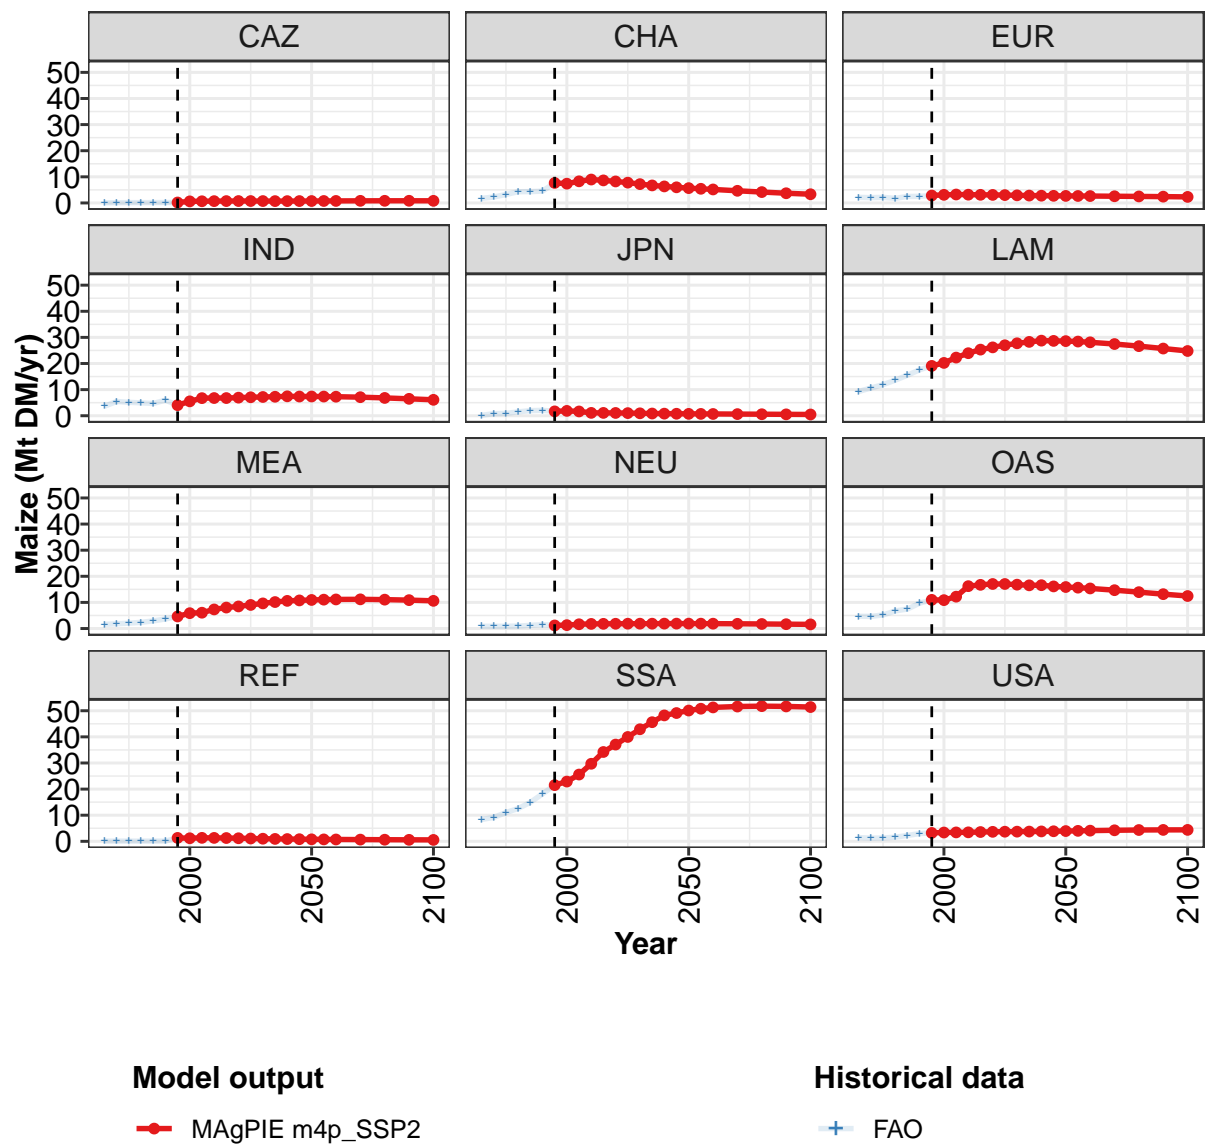 CAZ CHA EUR
50
40
30
20
10
0
IND JPN LAM
50
40
30
20
10
0
MEA NEU OAS
50
40
30
20
10
0
REF SSA USA
50
40
30
20
10
0
Maize (Mt DM/yr)
2000 2050 2100 2000 2050 2100 2000 2050 2100
Year
Model output Historical data
MAgPIE m4p_SSP2 FAO